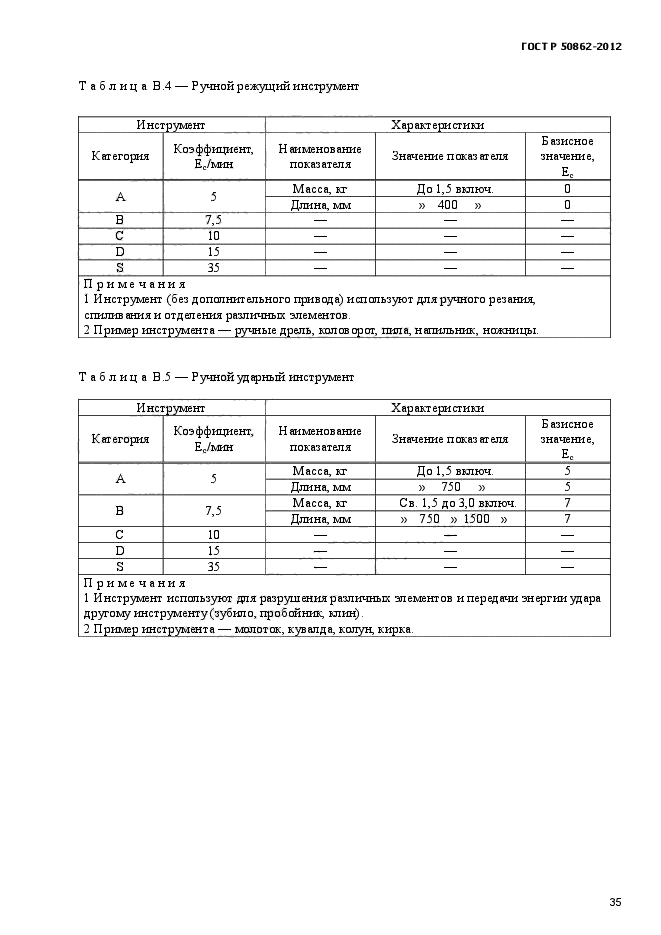 ГОСТ Р 50862-2012
Т а б л и ц а В.4 — Ручной режущий инструмент
Инструмент Характеристики
Категория Коэффициент, Ес/мин Наименование показателя Значение показателя Базисное значение, Ес
А 5 Масса, кг До 1,5 включ. 0
Длина, мм » 400 » 0
В 7,5 — — —
С 10 — — —
D 15 — — —
S 35 — — —
П р и м е ч а н и я
1 Инструмент (без дополнительного привода) используют для ручного резания,
спиливания и отделения различных элементов.
2 Пример инструмента — ручные дрель, коловорот, пила, напильник, ножницы.
Т а б л и ц а В.5 — Ручной ударный инструмент
Инструмент Характеристики
Категория Коэффициент, Ес/мин Наименование показателя Значение показателя Базисное значение, Ес
А 5 Масса, кг До 1,5 включ. 5
Длина, мм » 750 » 5
В 7,5 Масса, кг Св. 1,5 до 3,0 включ. 7
Длина, мм » 750 » 1500 » 7
С 10 — — —
D 15 — — —
S 35 — — —
П р и м е ч а н и я
1 Инструмент используют для разрушения различных элементов и передачи энергии удара
другому инструменту (зубило, пробойник, клин).
2 Пример инструмента — молоток, кувалда, колун, кирка.
35